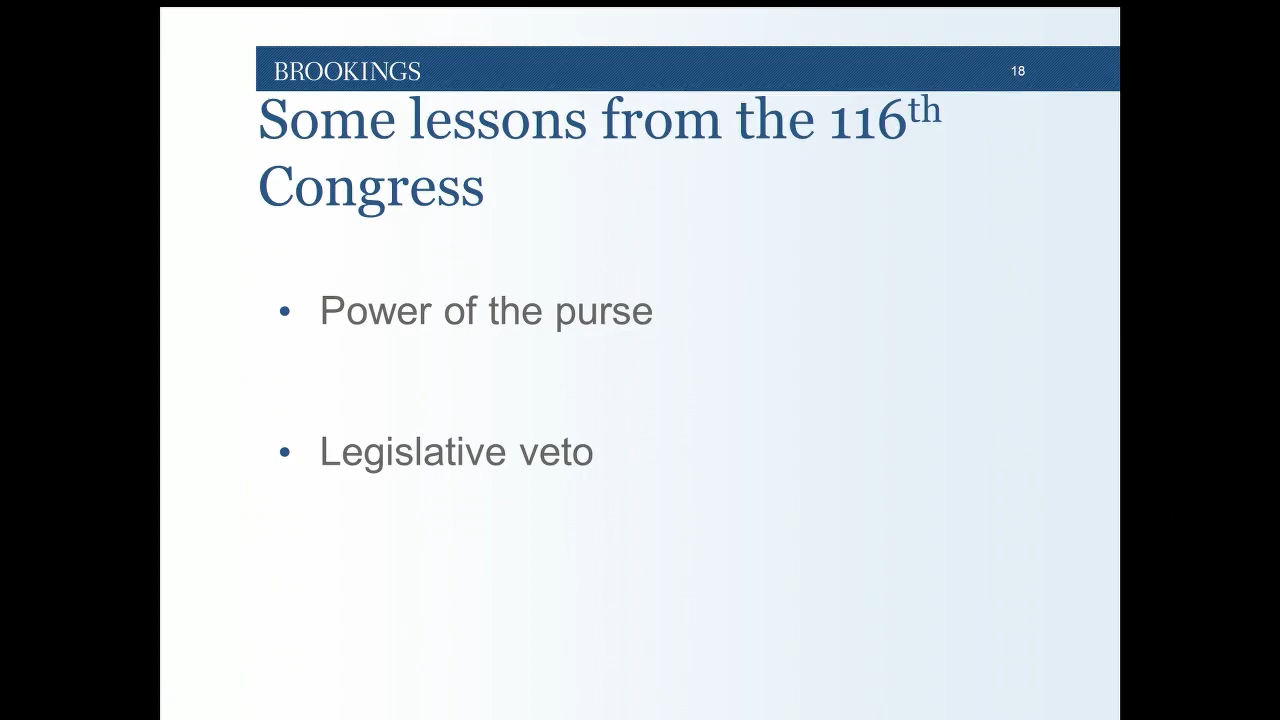 BROOKINGS 18
Some lessons from the 116th
Congress
• Power of the purse
• Legislative veto